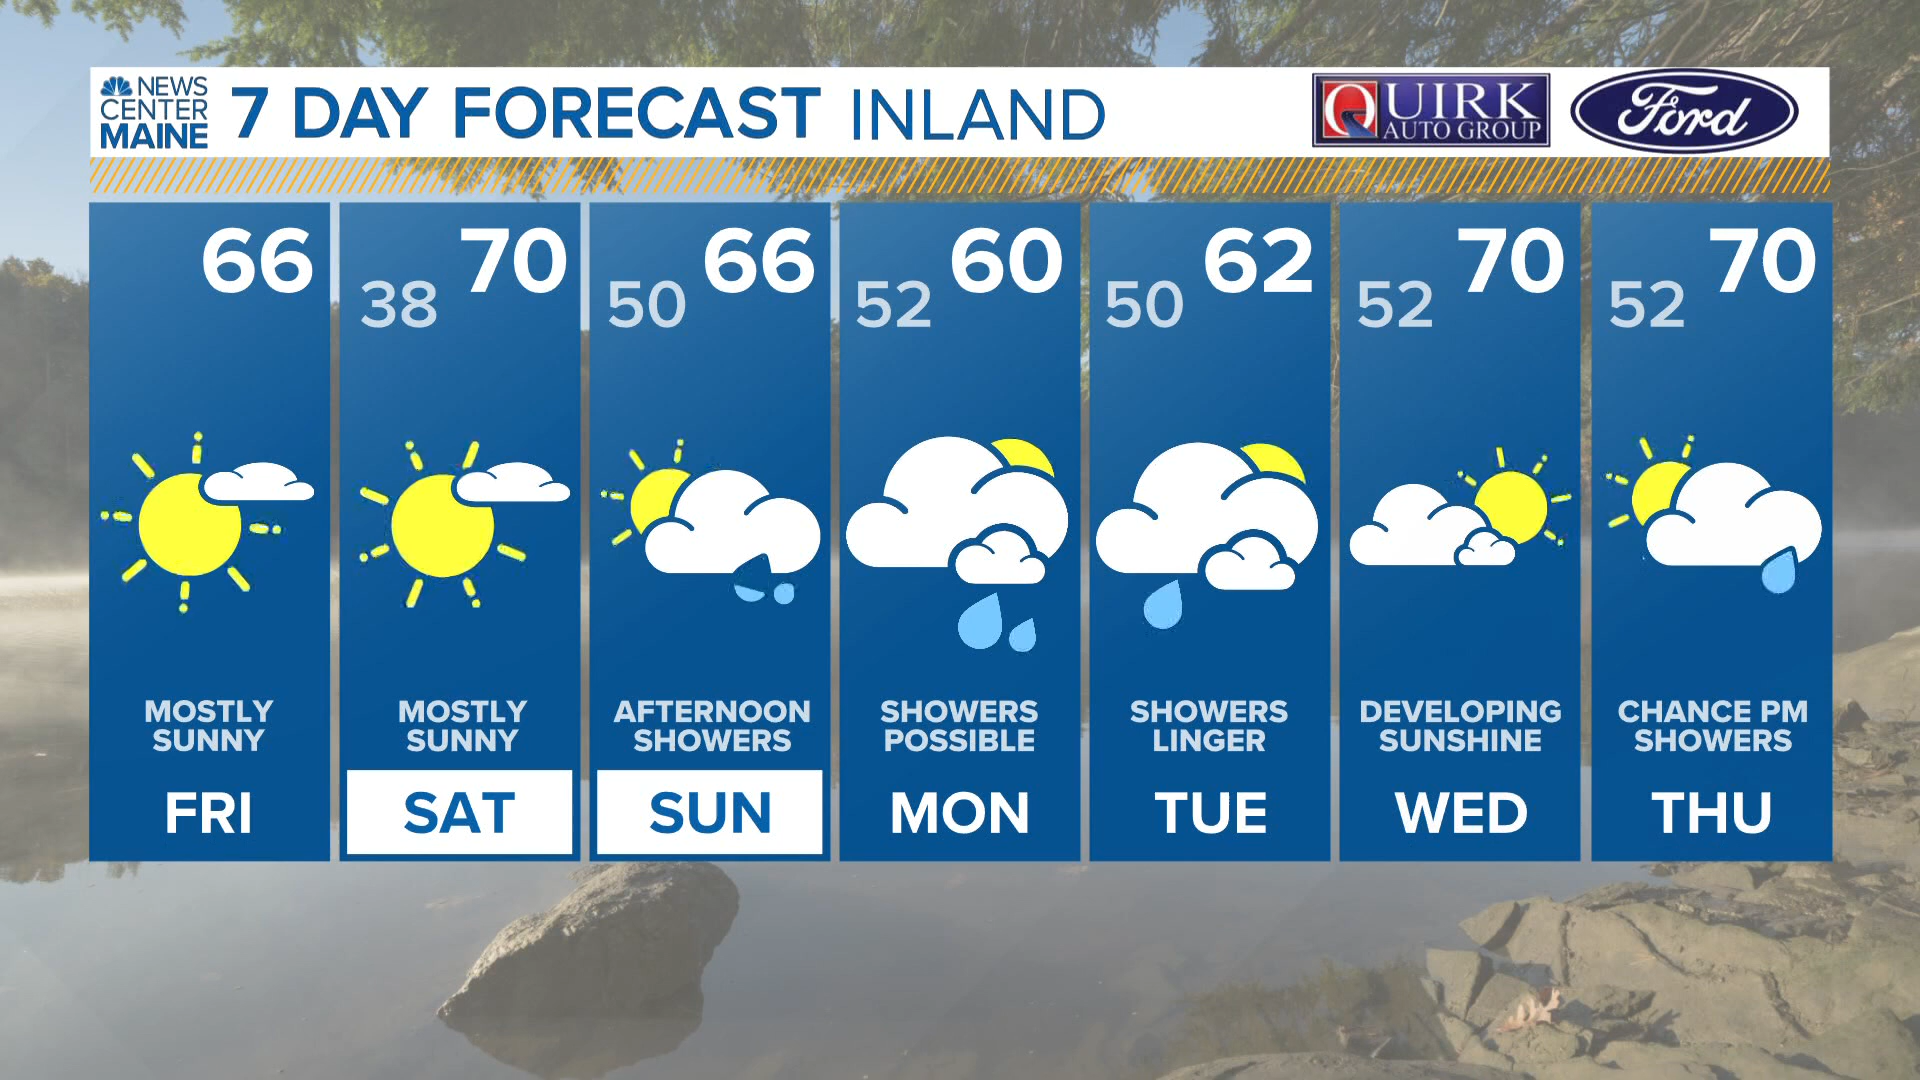 NEWS
CENTER
MAINE
7 DAY FORECAST INLAND
QUIRK
AUTO GROUP
Ford
66
38 70
50 66
52 60
50 62
52 70
52 70
MOSTLY
SUNNY
MOSTLY
SUNNY
AFTERNOON
SHOWERS
SHOWERS
POSSIBLE
SHOWERS
LINGER
DEVELOPING
SUNSHINE
CHANCE PM
SHOWERS
FRI
SAT
SUN
MON
TUE
WED
THU